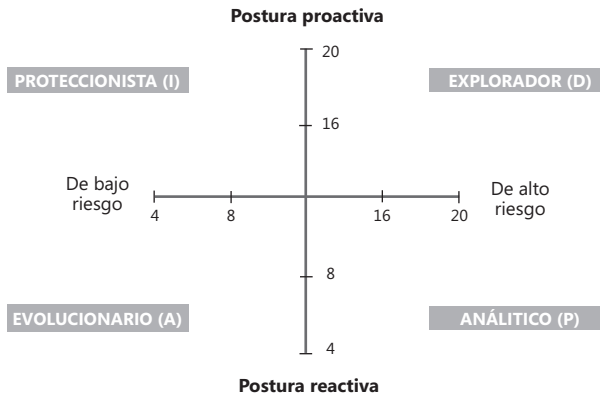 Postura proactiva
20
PROTECCIONISTA (I)
EXPLORADOR (D)
16
De bajo
riesgo
De alto
riesgo
4
8
16
20
8
EVOLUCIONARIO (A)
ANÁLITICO (P)
4
Postura reactiva